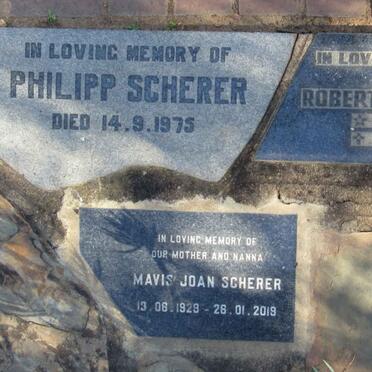 IN LOVING MEMORY OF
PHILIPP SCHERER
DIED 14.9.1975
IN LOV
ROBERT
IN LOVING MEMORY OF
OUR MOTHER AND NANNA
MAVIS JOAN SCHERER
13.06.1929 - 26.01.2019